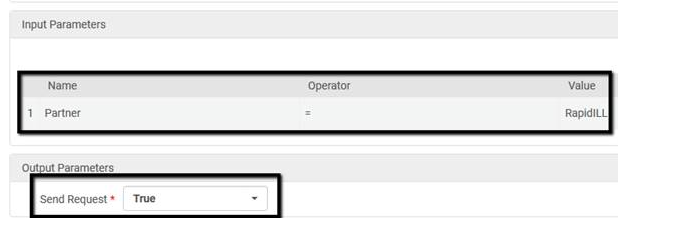 Input Parameters
Name Operator Value
1 Partner = RapidILL
Output Parameters
Send Request * True